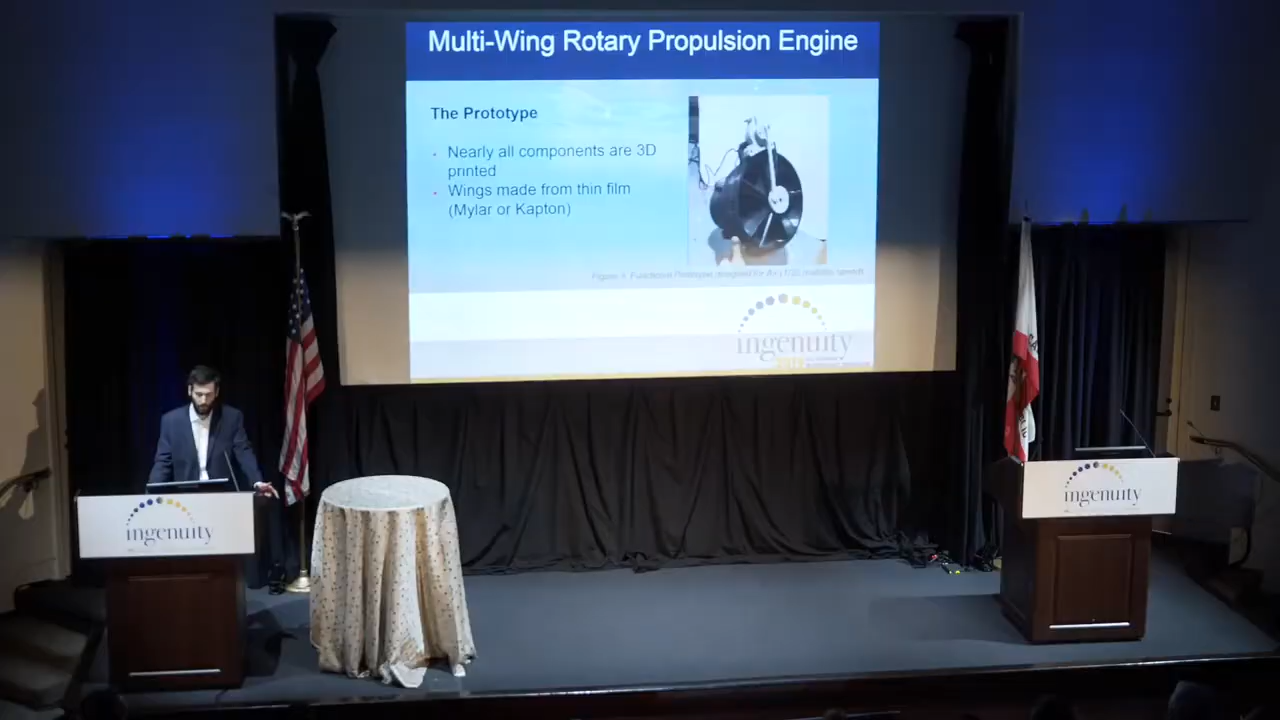 Multi-Wing Rotary Propulsion Engine
The Prototype
Nearly all components are 3D
printed
Wings made from thin film
(Mylar or Kapton)
ingenuity
ingenuity
ingenuity